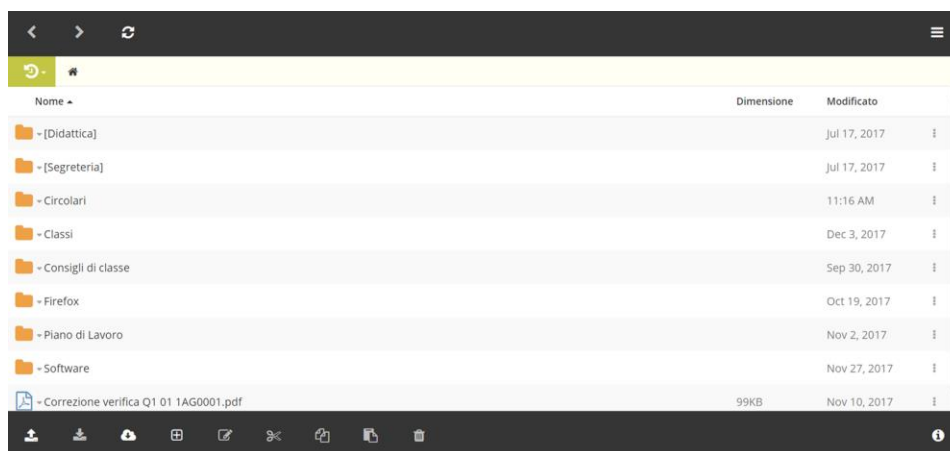 Nome Dimensione Modificato
[Didattica] Jul 17, 2017
[Segreteria] Jul 17, 2017
Circolari 11:16 AM
Classi Dec 3, 2017
Consigli di classe Sep 30, 2017
Firefox Oct 19, 2017
Piano di Lavoro Nov 2, 2017
Software Nov 27, 2017
Correzione verifica Q1 01 1AG0001.pdf 99KB Nov 10, 2017